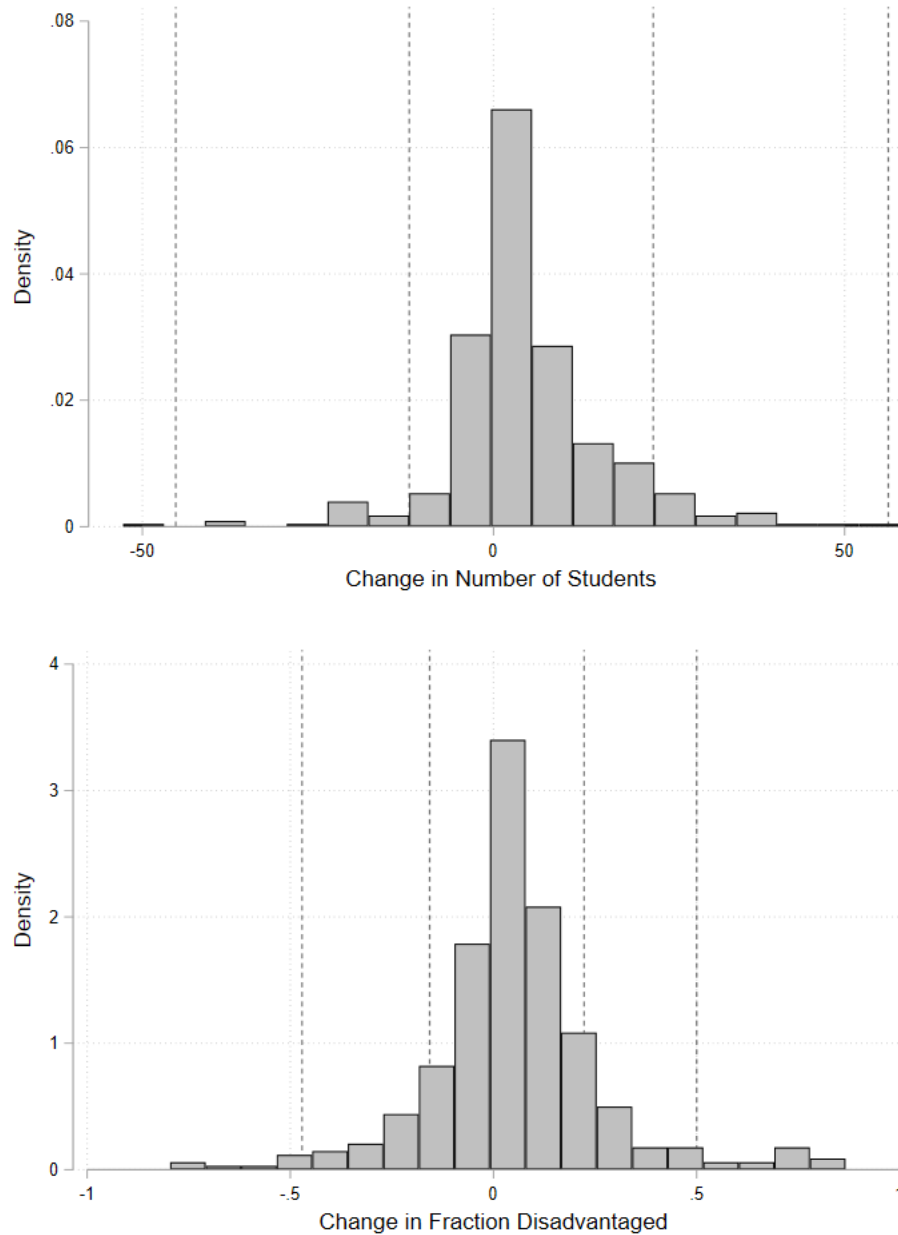 .08
.06
.04
.02
0
Density
-50 0 50
Change in Number of Students
4
3
2
1
0
Density
-1 -.5 0 .5 1
Change in Fraction Disadvantaged